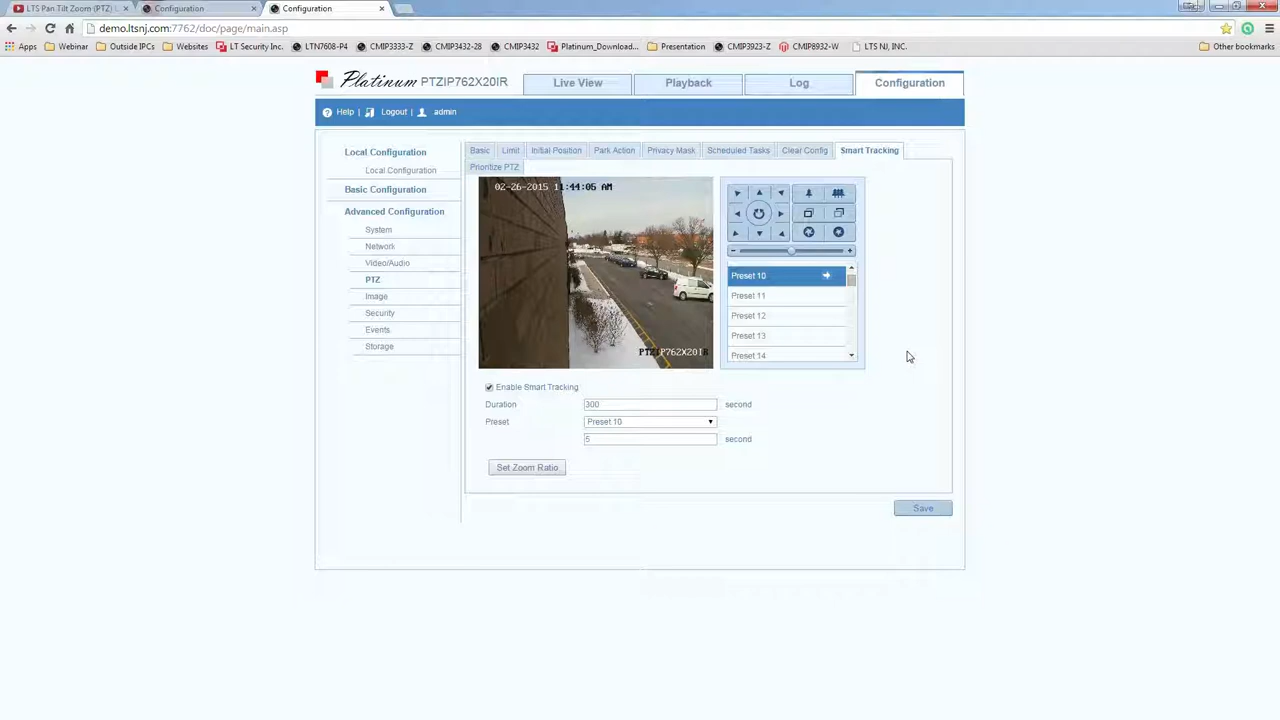 LTS Pan Tilt Zoom (PTZ) L
Configuration
Configuration
demo.ltsnj.com:7762/doc/page/main.asp
Apps
Webinar
Outside IPCs
Websites
LT Security Inc.
LTN7608-P4
CMIP3333-Z
CMIP3432-28
CMIP3432
Platinum_Download...
Presentation
CMIP3923-Z
CMIP8932-W
LTS NJ, INC.
Other bookmarks
Platinum PTZIP762X20IR
Live View
Playback
Log
Configuration
Help | Logout | admin
Local Configuration
Local Configuration
Basic Configuration
Advanced Configuration
System
Network
Video/Audio
PTZ
Image
Security
Events
Storage
Basic
Limit
Initial Position
Park Action
Privacy Mask
Scheduled Tasks
Clear Config
Smart Tracking
Prioritize PTZ
02-26-2015 11:44:05 AM
PTZIP762X20IR
Preset 10
Preset 11
Preset 12
Preset 13
Preset 14
Enable Smart Tracking
Duration 300 second
Preset Preset 10
5 second
Set Zoom Ratio
Save